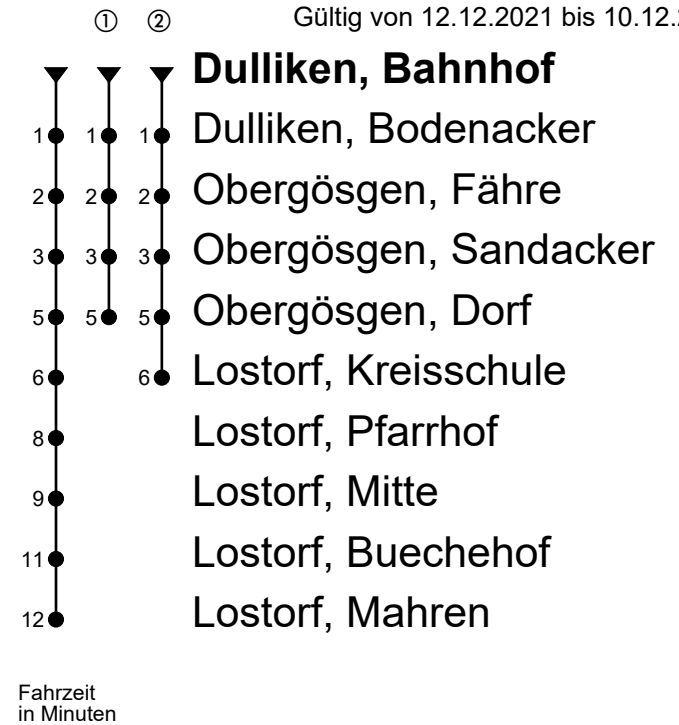 ① ② Gültig von 12.12.2021 bis 10.12.
Dulliken, Bahnhof
1 1 1 Dulliken, Bodenacker
2 2 2 Obergösgen, Fähre
3 3 3 Obergösgen, Sandacker
5 5 5 Obergösgen, Dorf
6 6 Lostorf, Kreisschule
8 Lostorf, Pfarrhof
9 Lostorf, Mitte
11 Lostorf, Buechehof
12 Lostorf, Mahren
Fahrzeit
in Minuten